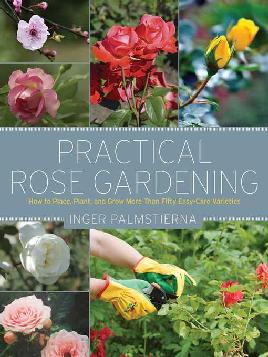 PRACTICAL
ROSE GARDENING
How to Place, Plant, and Grow More Than Fifty Easy-Care Varieties
INGER PALMSTIERNA